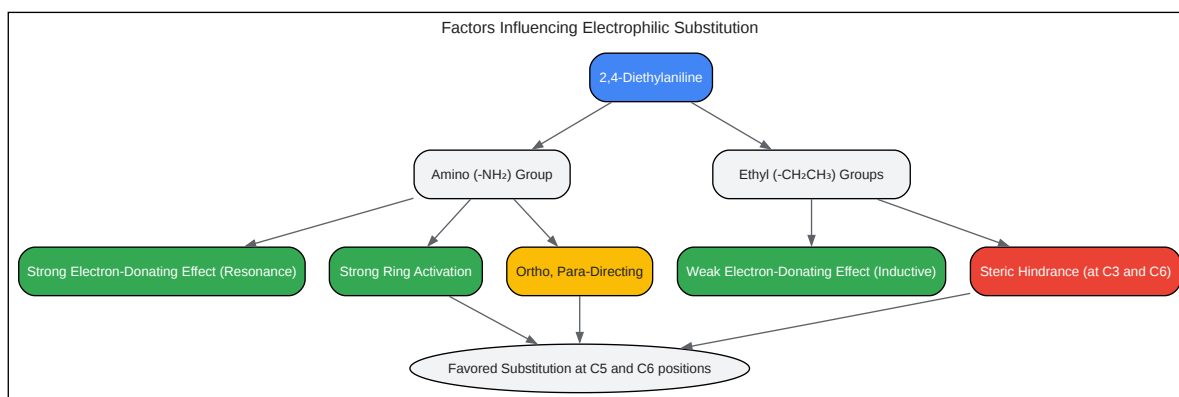 Factors Influencing Electrophilic Substitution
2,4-Diethylaniline
Amino (-NH₂) Group
Ethyl (-CH₂CH₃) Groups
Strong Electron-Donating Effect (Resonance)
Strong Ring Activation
Ortho, Para-Directing
Weak Electron-Donating Effect (Inductive)
Steric Hindrance (at C3 and C6)
Favored Substitution at C5 and C6 positions